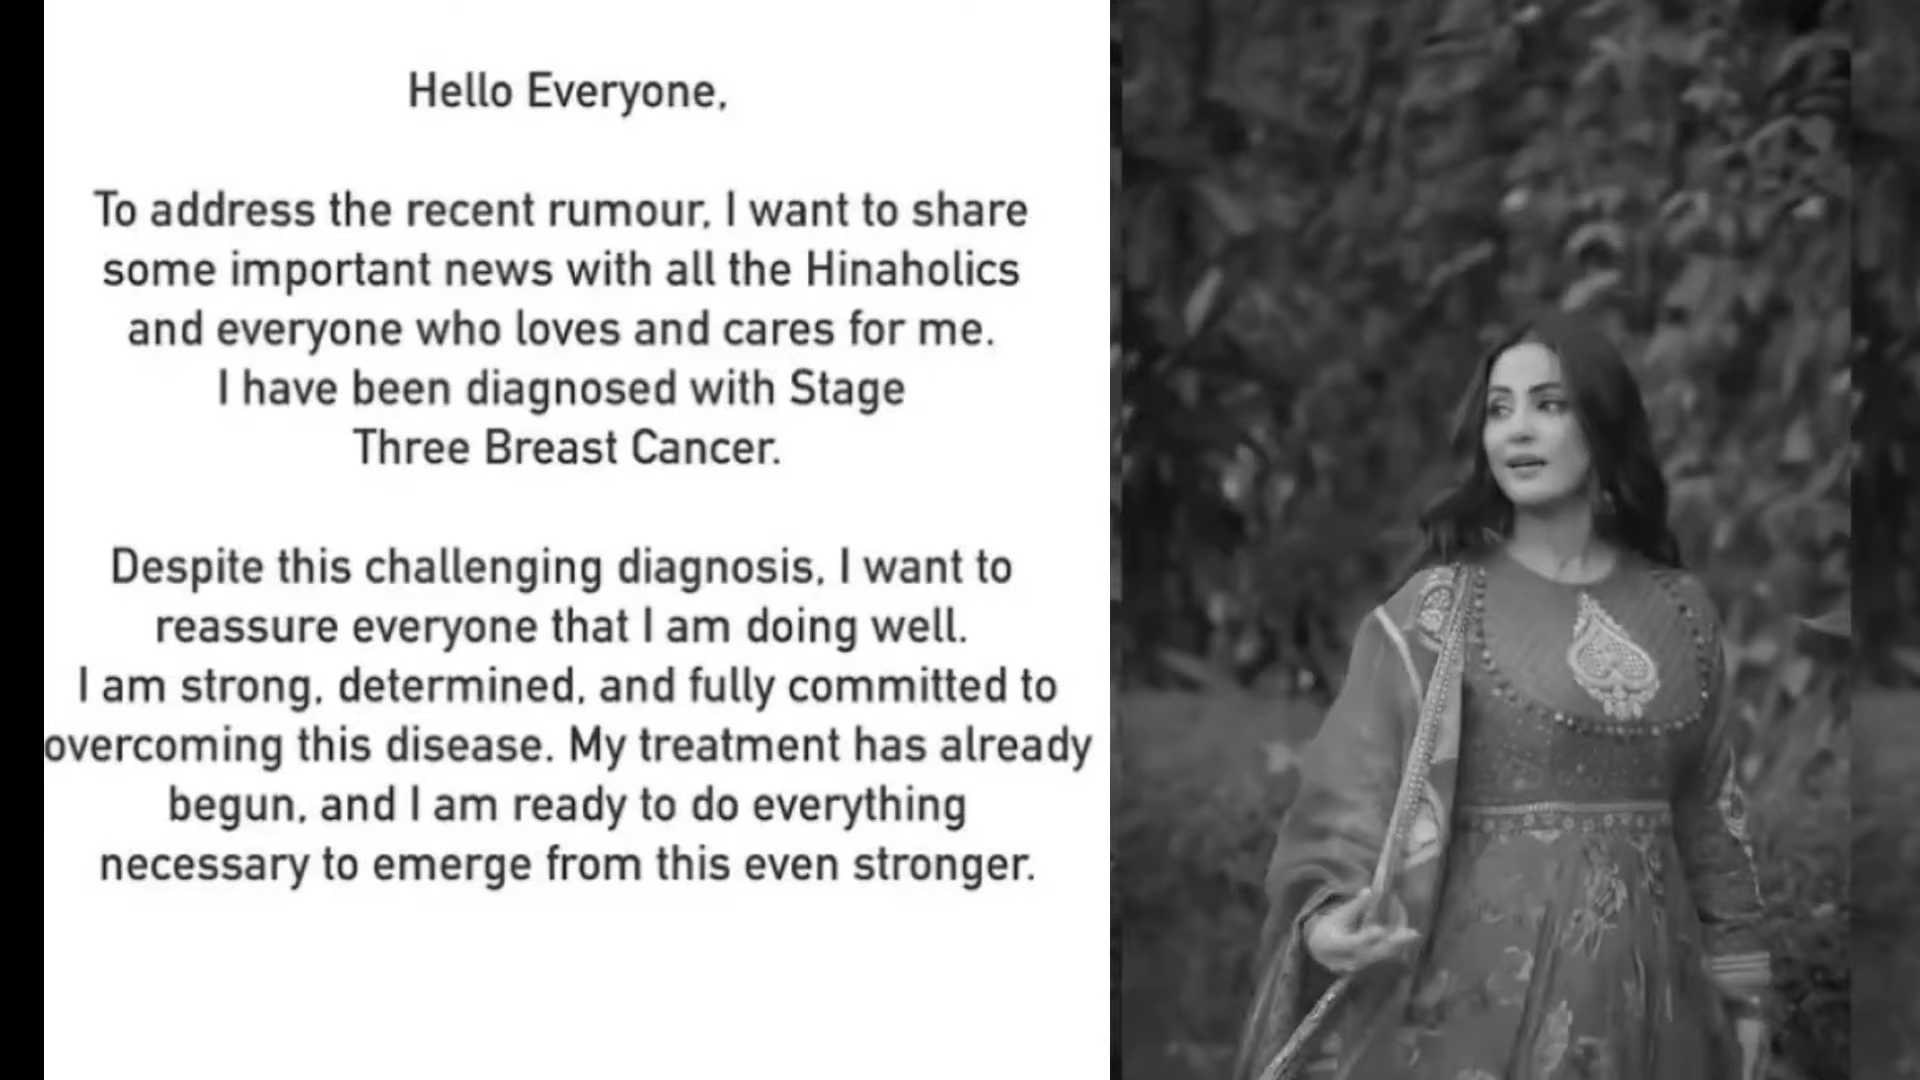 Hello Everyone,
To address the recent rumour, I want to share
some important news with all the Hinaholics
and everyone who loves and cares for me.
I have been diagnosed with Stage
Three Breast Cancer.
Despite this challenging diagnosis, I want to
reassure everyone that I am doing well.
I am strong, determined, and fully committed to
overcoming this disease. My treatment has already
begun, and I am ready to do everything
necessary to emerge from this even stronger.